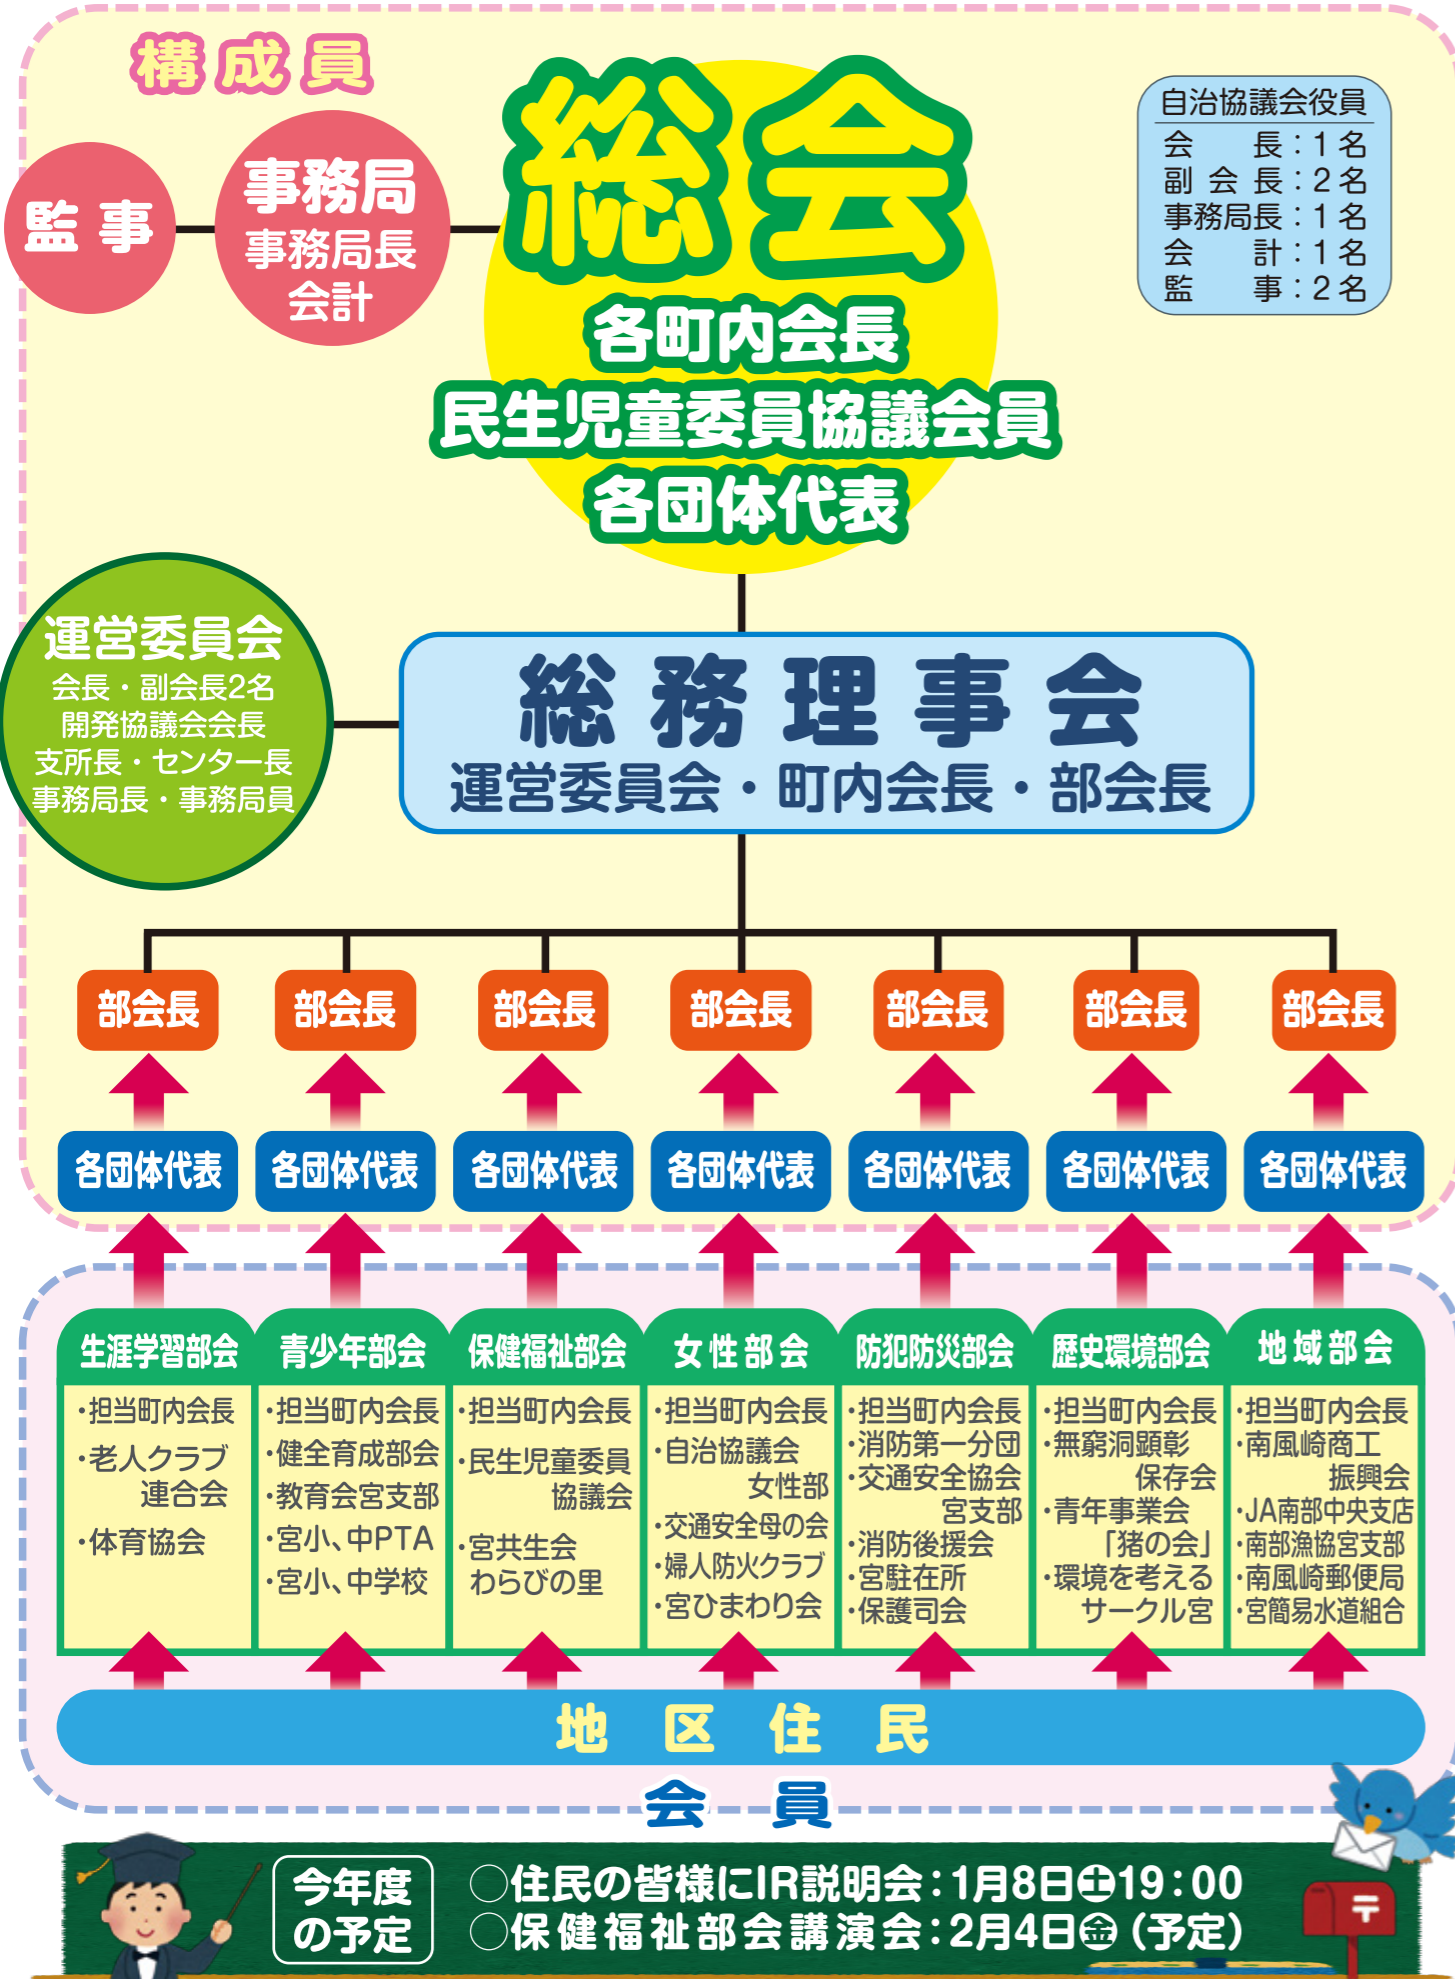 構成員
総会
各町内会長
民生児童委員協議会員
各団体代表
監事
事務局
事務局長
会計
自治協議会役員
会長：1名
副会長：2名
事務局長：1名
会計：1名
監事：2名
運営委員会
会長・副会長2名
開発協議会会長
支所長・センター長
事務局長・事務局員
総務理事会
運営委員会・町内会長・部会長
部会長
部会長
部会長
部会長
部会長
部会長
部会長
各団体代表
各団体代表
各団体代表
各団体代表
各団体代表
各団体代表
各団体代表
生涯学習部会
・担当町内会長
・老人クラブ
連合会
・体育協会
青少年部会
・担当町内会長
・健全育成部会
・教育会宮支部
・宮小、中PTA
・宮小、中学校
保健福祉部会
・担当町内会長
・民生児童委員
協議会
・宮共生会
わらびの里
女性部会
・担当町内会長
・自治協議会
女性部
・交通安全母の会
・婦人防火クラブ
・宮ひまわり会
防犯防災部会
・担当町内会長
・消防第一分団
・交通安全協会
宮支部
・消防後援会
・宮駐在所
・保護司会
歴史環境部会
・担当町内会長
・無窮洞顕彰
保存会
・青年事業会
「猪の会」
・環境を考える
サークル宮
地域部会
・担当町内会長
・南風崎商工
振興会
・JA南部中央支店
・南部漁協宮支部
・南風崎郵便局
・宮簡易水道組合
地区住民
会員
今年度
の予定
○住民の皆様にIR説明会：1月8日㊏19：00
○保健福祉部会講演会：2月4日㊎（予定）
〒